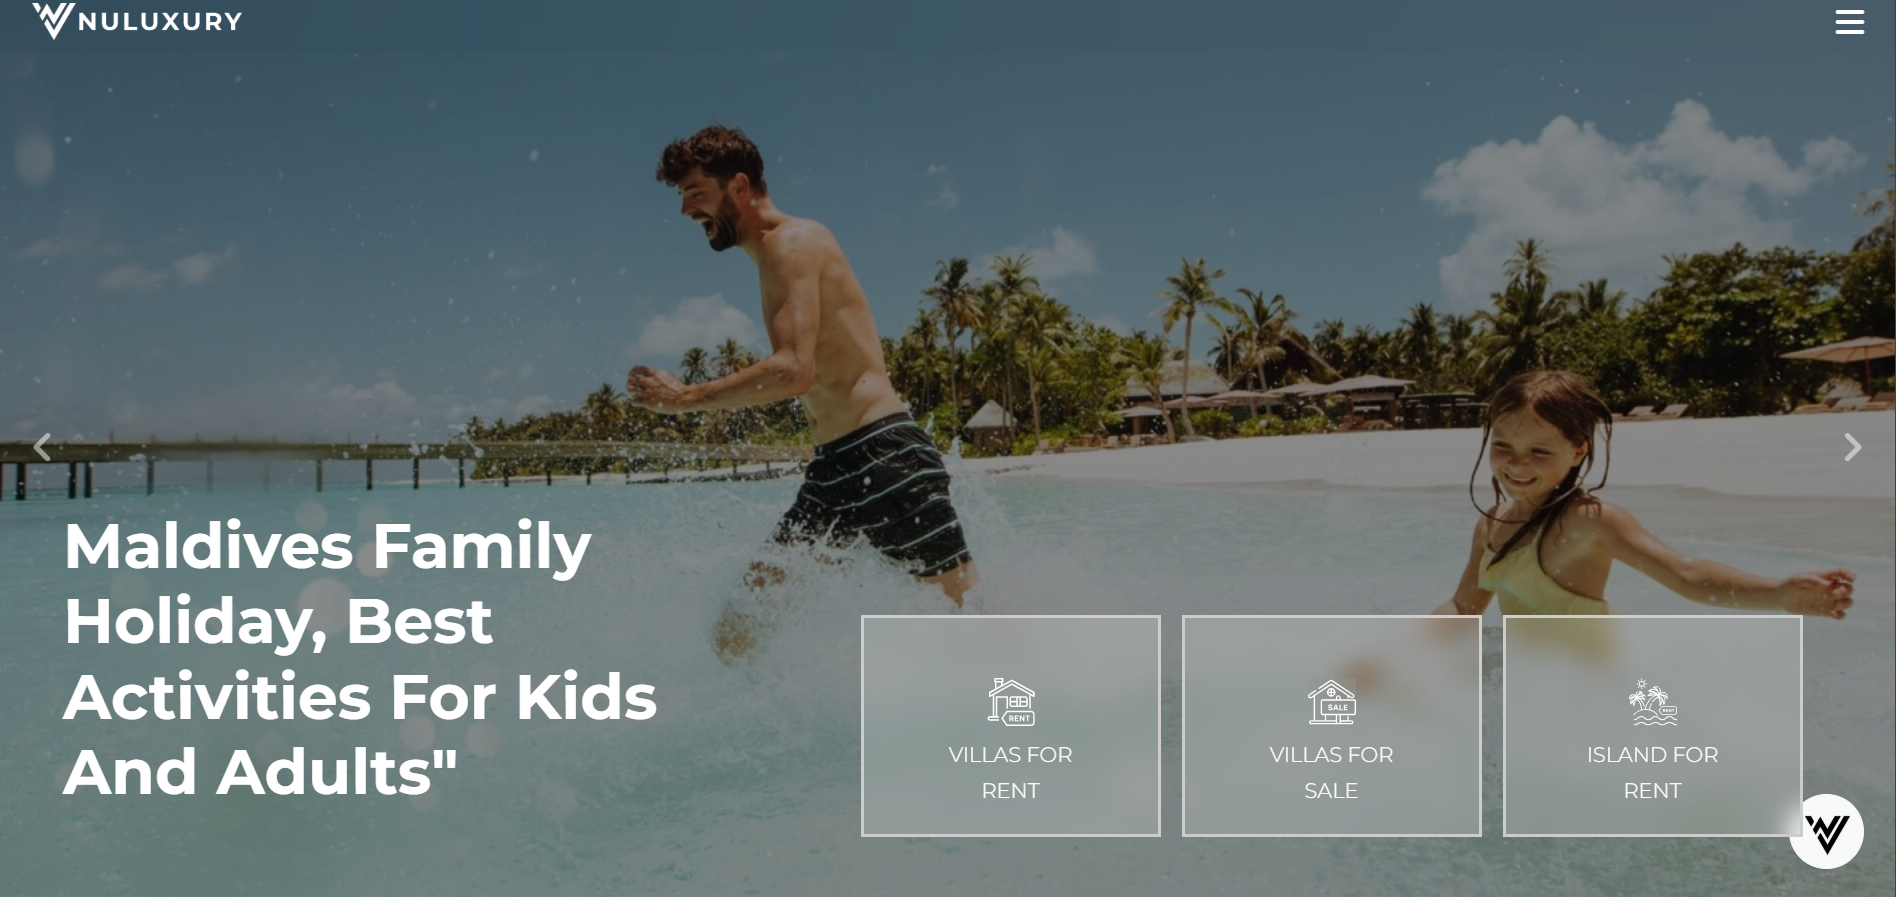 NULUXURY
Maldives Family
Holiday, Best
Activities For Kids
And Adults"
RENT
VILLAS FOR
RENT
SALE
VILLAS FOR
SALE
RENT
ISLAND FOR
RENT